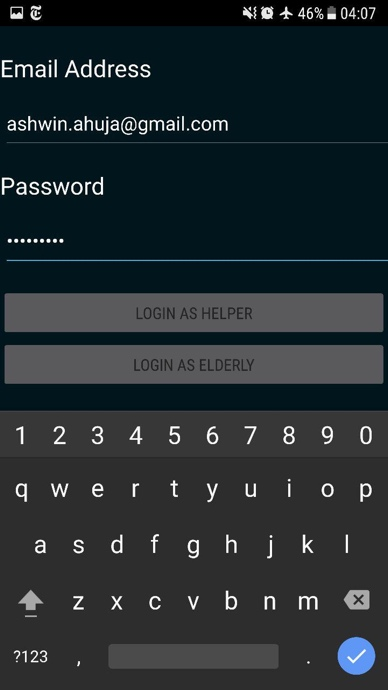 46% 04:07
Email Address
ashwin.ahuja@gmail.com
Password
•••••••••
LOGIN AS HELPER
LOGIN AS ELDERLY
1 2 3 4 5 6 7 8 9 0
q w e r t y u i o p
a s d f g h j k l
z x c v b n m
?123 , .